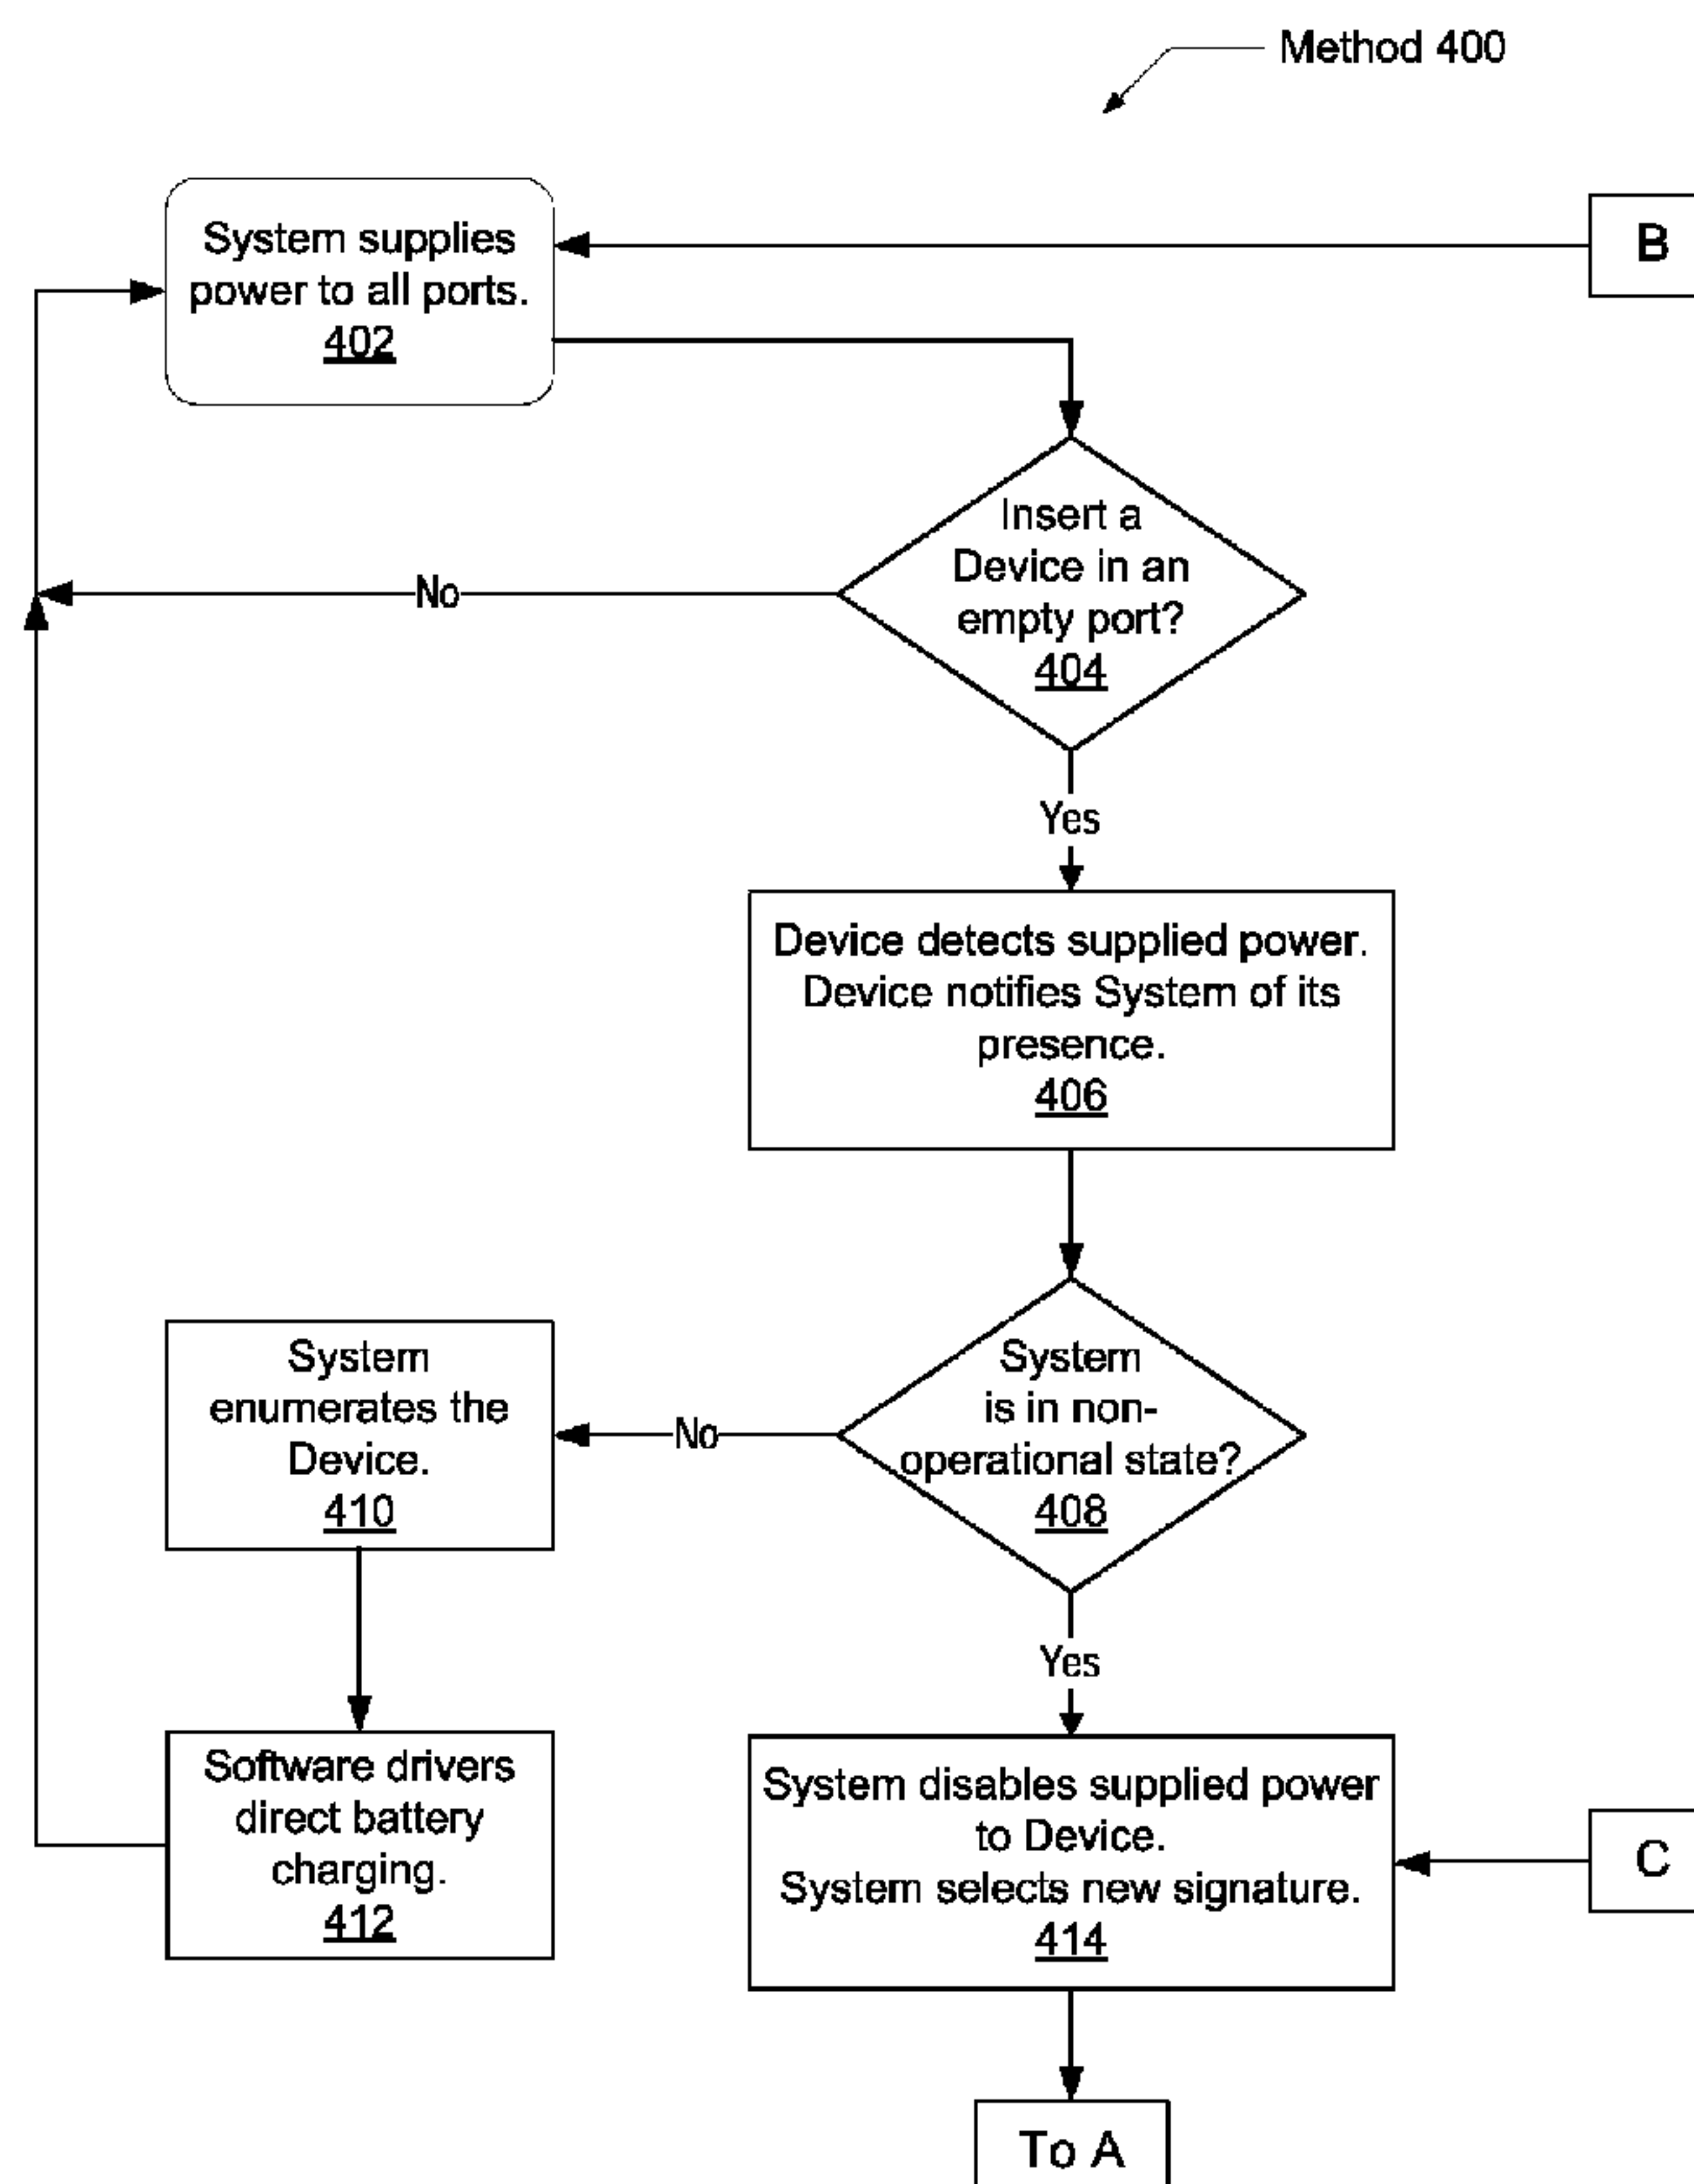 Method 400
System supplies
power to all ports.
402
B
Insert a
Device in an
empty port?
404
No
Yes
Device detects supplied power.
Device notifies System of its
presence.
406
System
is in non-
operational state?
408
No
System
enumerates the
Device.
410
Yes
Software drivers
direct battery
charging.
412
System disables supplied power
to Device.
System selects new signature.
414
C
To A